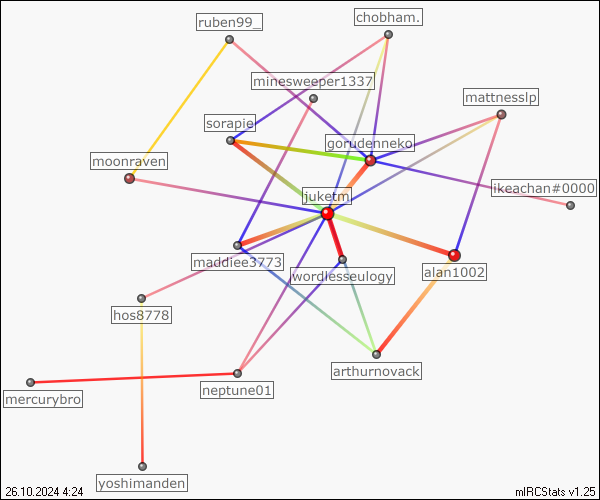 ruben99_
chobham.
minesweeper1337
mattnesslp
sorapie
gorudenneko
moonraven
ikeachan#0000
juketm
maddiee3773
wordlesseulogy
alan1002
hos8778
arthurnovack
neptune01
mercurybro
yoshimanden
26.10.2024 4:24
mIRCStats v1.25